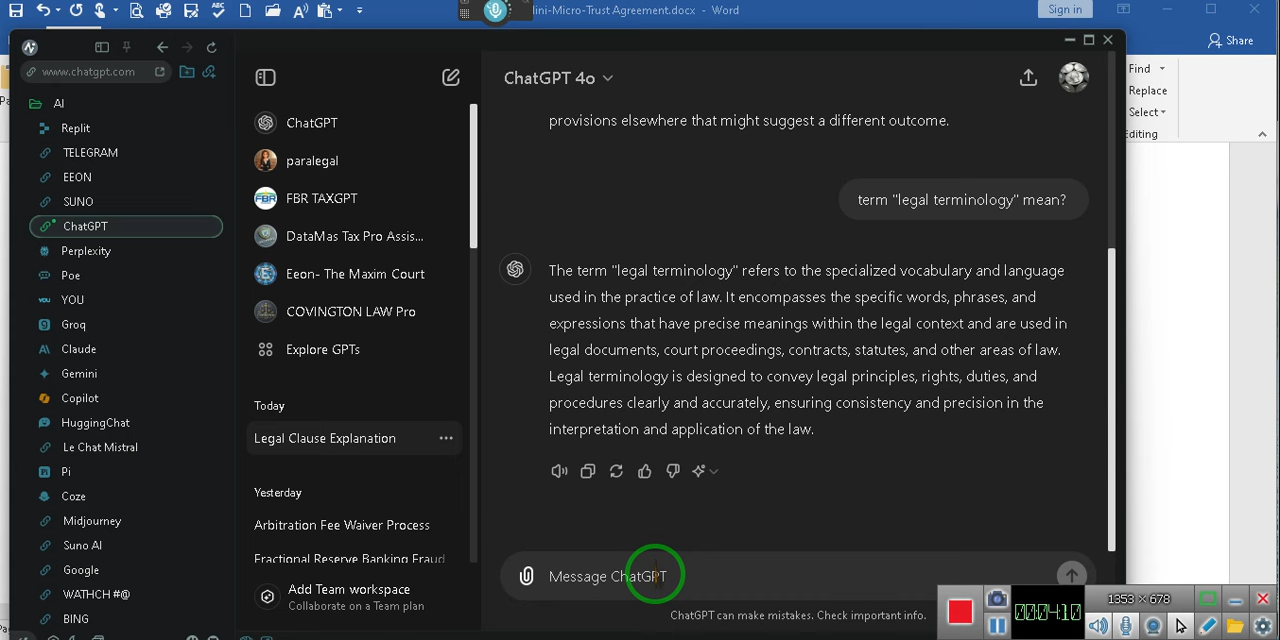 ini-Micro-Trust Agreement.docx - Word
Sign in
Share
www.chatgpt.com
AI
Replit
TELEGRAM
EEON
SUNO
ChatGPT
Perplexity
Poe
YOU
Groq
Claude
Gemini
Copilot
HuggingChat
Le Chat Mistral
Pi
Coze
Midjourney
Suno AI
Google
WATHCH #@
BING
ChatGPT
paralegal
FBR TAXGPT
DataMas Tax Pro Assis...
Eeon- The Maxim Court
COVINGTON LAW Pro
Explore GPTs
Today
Legal Clause Explanation
Yesterday
Arbitration Fee Waiver Process
Fractional Reserve Banking Fraud
Add Team workspace
Collaborate on a Team plan
ChatGPT 4o
provisions elsewhere that might suggest a different outcome.
term "legal terminology" mean?
The term "legal terminology" refers to the specialized vocabulary and language
used in the practice of law. It encompasses the specific words, phrases, and
expressions that have precise meanings within the legal context and are used in
legal documents, court proceedings, contracts, statutes, and other areas of law.
Legal terminology is designed to convey legal principles, rights, duties, and
procedures clearly and accurately, ensuring consistency and precision in the
interpretation and application of the law.
Message ChatGPT
ChatGPT can make mistakes. Check important info.
Find
Replace
Select
Editing
1353 × 678
00:04:10